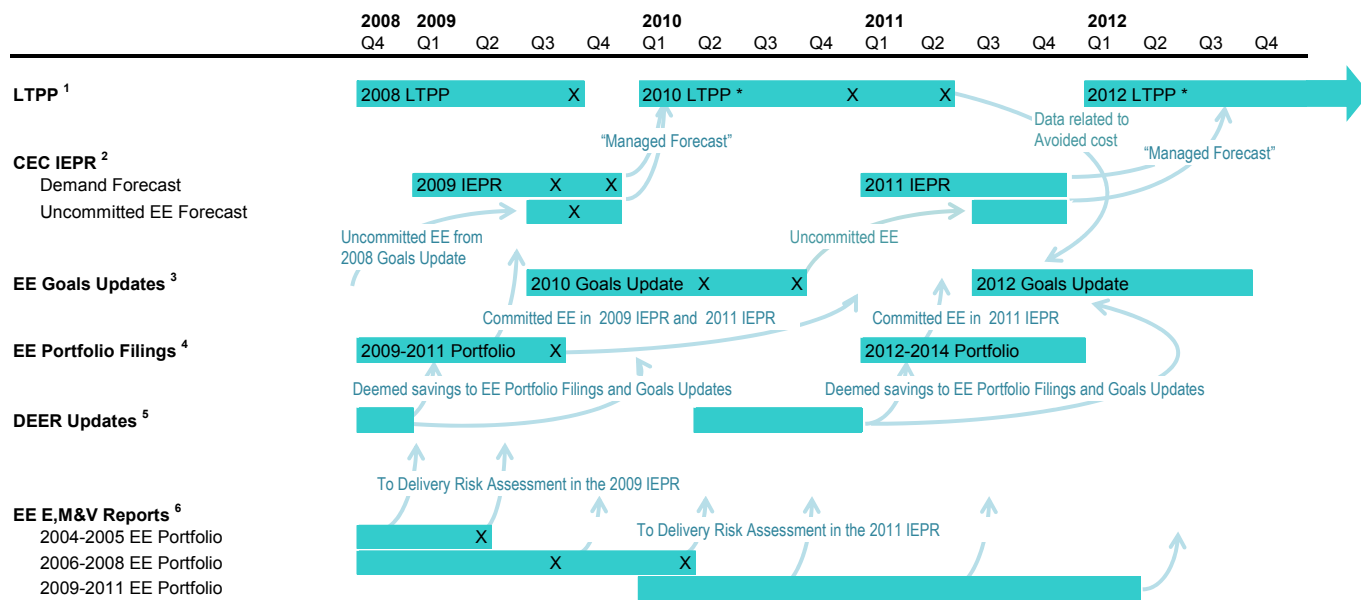 2008 2009 2010 2011 2012
Q4 Q1 Q2 Q3 Q4 Q1 Q2 Q3 Q4 Q1 Q2 Q3 Q4 Q1 Q2 Q3 Q4
LTPP 1 2008 LTPP X 2010 LTPP * X X 2012 LTPP *
Data related to
Avoided cost
"Managed Forecast"
"Managed Forecast"
CEC IEPR 2
Demand Forecast 2009 IEPR X X 2011 IEPR
Uncommitted EE Forecast X
Uncommitted EE from
2008 Goals Update
Uncommitted EE
EE Goals Updates 3 2010 Goals Update X X 2012 Goals Update
Committed EE in 2009 IEPR and 2011 IEPR Committed EE in 2011 IEPR
EE Portfolio Filings 4 2009-2011 Portfolio X 2012-2014 Portfolio
Deemed savings to EE Portfolio Filings and Goals Updates Deemed savings to EE Portfolio Filings and Goals Updates
DEER Updates 5
To Delivery Risk Assessment in the 2009 IEPR
EE E,M&V Reports 6
To Delivery Risk Assessment in the 2011 IEPR
2004-2005 EE Portfolio X
2006-2008 EE Portfolio X X
2009-2011 EE Portfolio